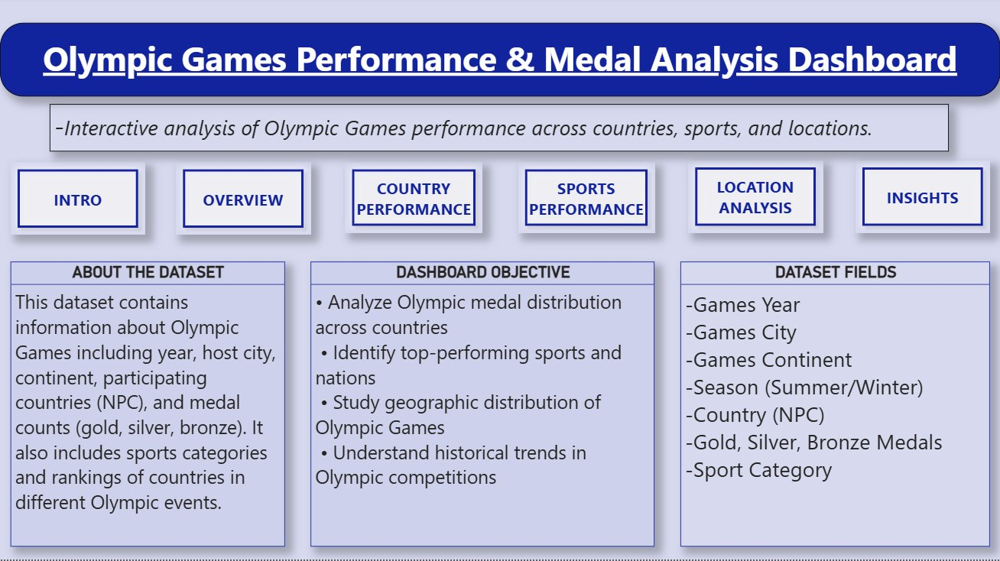 Olympic Games Performance & Medal Analysis Dashboard
-Interactive analysis of Olympic Games performance across countries, sports, and locations.
INTRO
OVERVIEW
COUNTRY
PERFORMANCE
SPORTS
PERFORMANCE
LOCATION
ANALYSIS
INSIGHTS
ABOUT THE DATASET
This dataset contains
information about Olympic
Games including year, host city,
continent, participating
countries (NPC), and medal
counts (gold, silver, bronze). It
also includes sports categories
and rankings of countries in
different Olympic events.
DASHBOARD OBJECTIVE
• Analyze Olympic medal distribution
across countries
• Identify top-performing sports and
nations
• Study geographic distribution of
Olympic Games
• Understand historical trends in
Olympic competitions
DATASET FIELDS
-Games Year
-Games City
-Games Continent
-Season (Summer/Winter)
-Country (NPC)
-Gold, Silver, Bronze Medals
-Sport Category